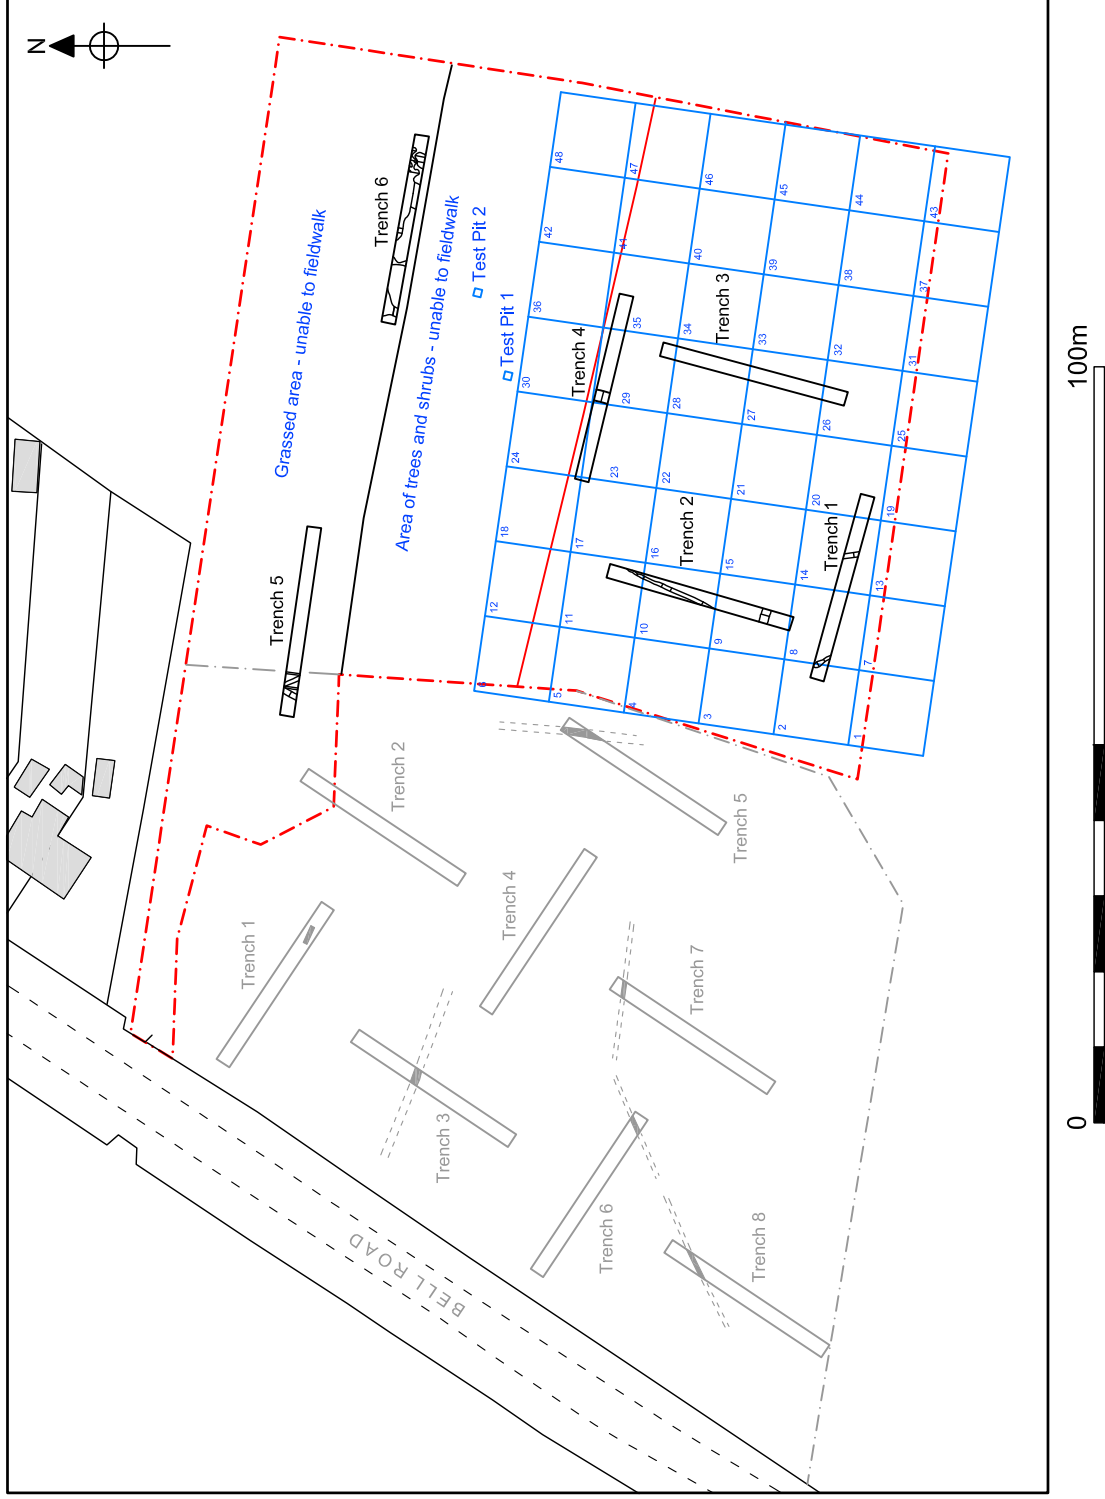 N
Trench 6
Grassed area - unable to fieldwalk
Area of trees and shrubs - unable to fieldwalk
Test Pit 2
Test Pit 1
Trench 5
Trench 4
Trench 3
Trench 2
Trench 1
48
47
46
45
44
43
42
41
40
39
38
37
36
35
34
33
32
31
30
29
28
27
26
25
24
23
22
21
20
19
18
17
16
15
14
13
12
11
10
9
8
7
6
5
4
3
2
1
Trench 2
Trench 1
Trench 4
Trench 5
Trench 3
Trench 7
Trench 6
Trench 8
BELL ROAD
0
100m